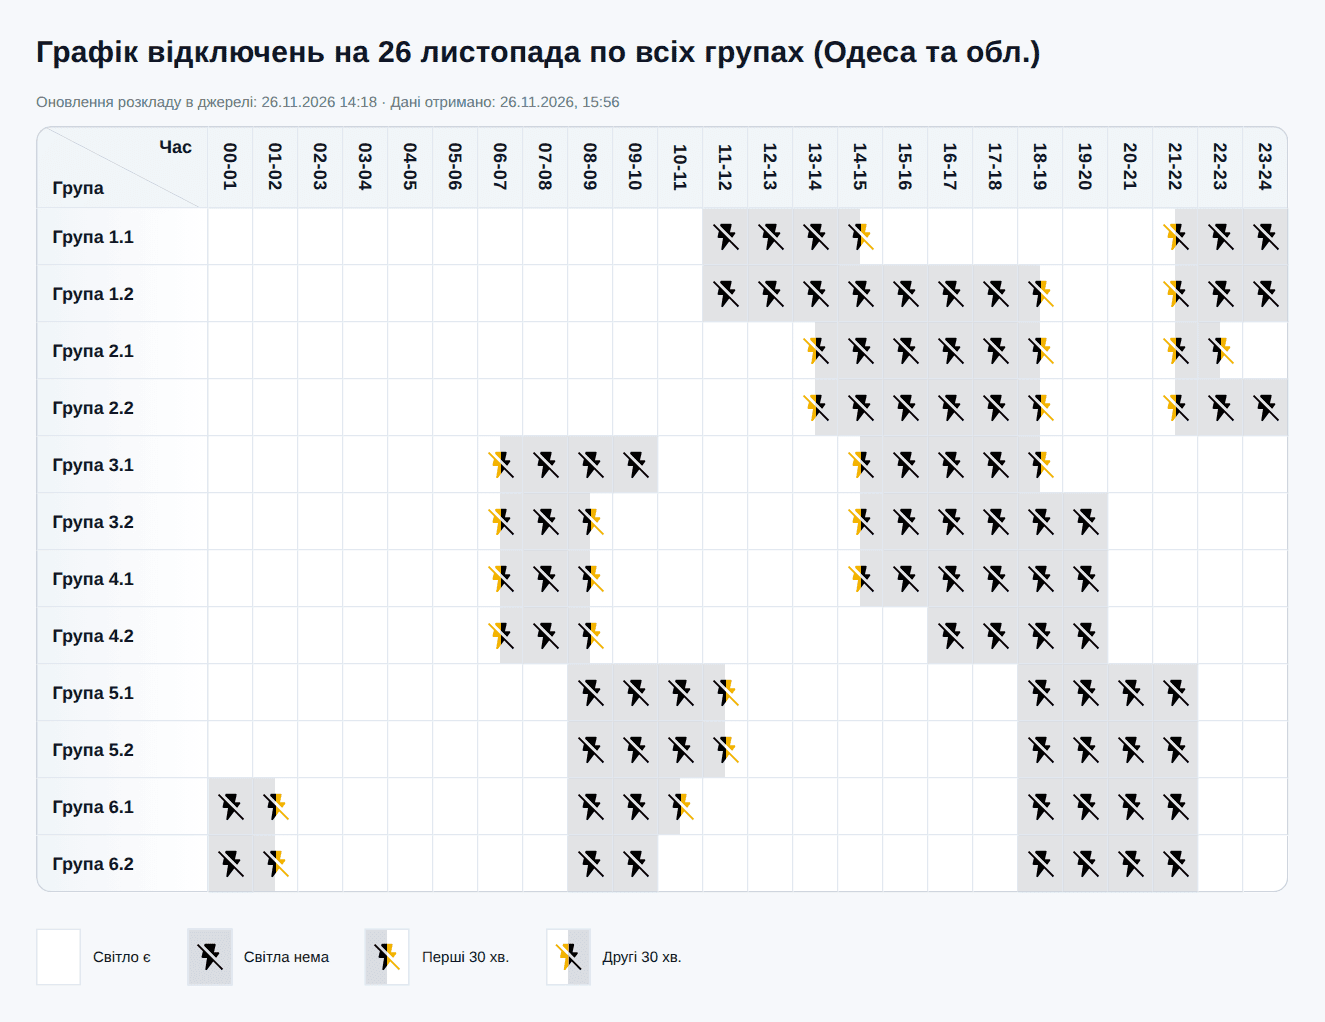 Графік відключень на 26 листопада по всіх групах (Одеса та обл.)
Оновлення розкладу в джерелі: 26.11.2026 14:18 · Дані отримано: 26.11.2026, 15:56
Час
Група
00-01 01-02 02-03 03-04 04-05 05-06 06-07 07-08 08-09 09-10 10-11 11-12 12-13 13-14 14-15 15-16 16-17 17-18 18-19 19-20 20-21 21-22 22-23 23-24
Група 1.1
Група 1.2
Група 2.1
Група 2.2
Група 3.1
Група 3.2
Група 4.1
Група 4.2
Група 5.1
Група 5.2
Група 6.1
Група 6.2
Світло є Світла нема Перші 30 хв. Другі 30 хв.